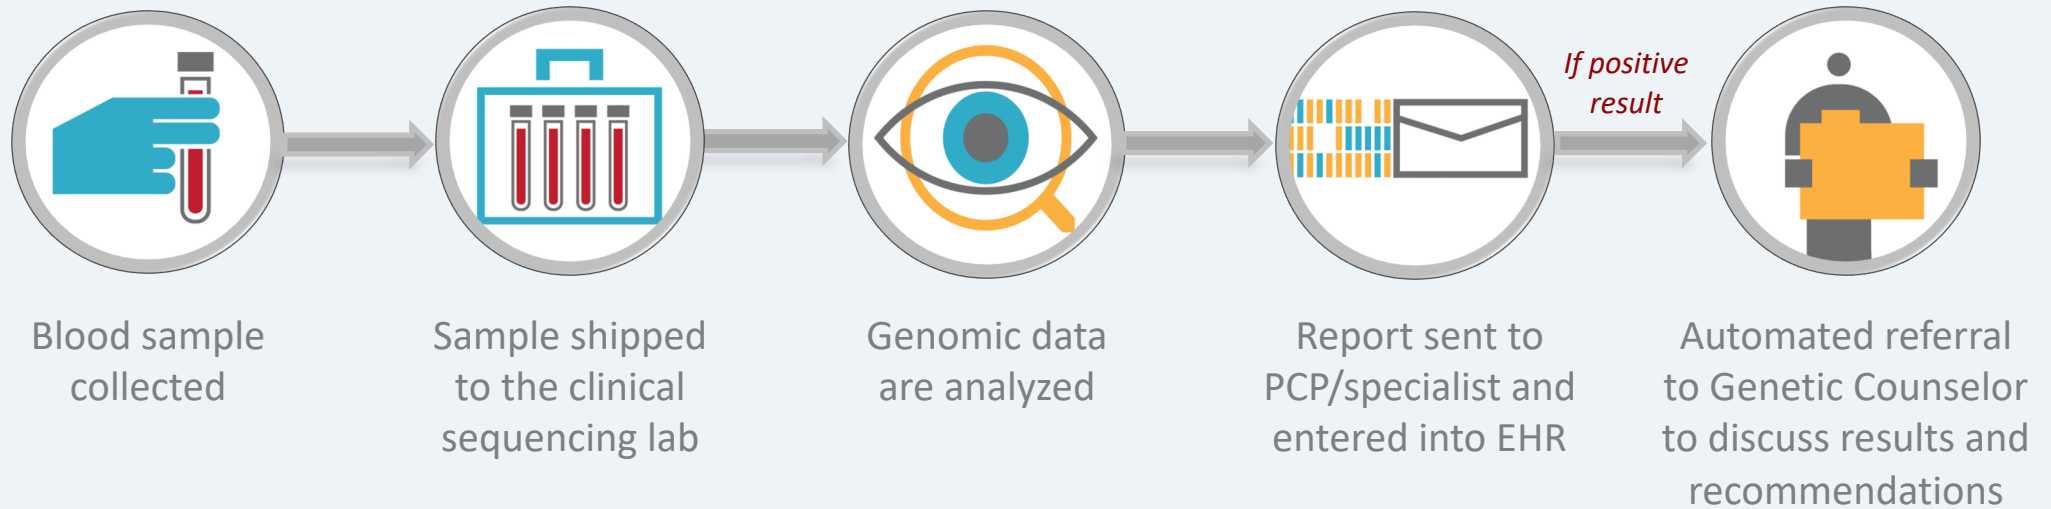 Blood sample
collected
Sample shipped
to the clinical
sequencing lab
Genomic data
are analyzed
Report sent to
PCP/specialist and
entered into EHR
If positive
result
Automated referral
to Genetic Counselor
to discuss results and
recommendations